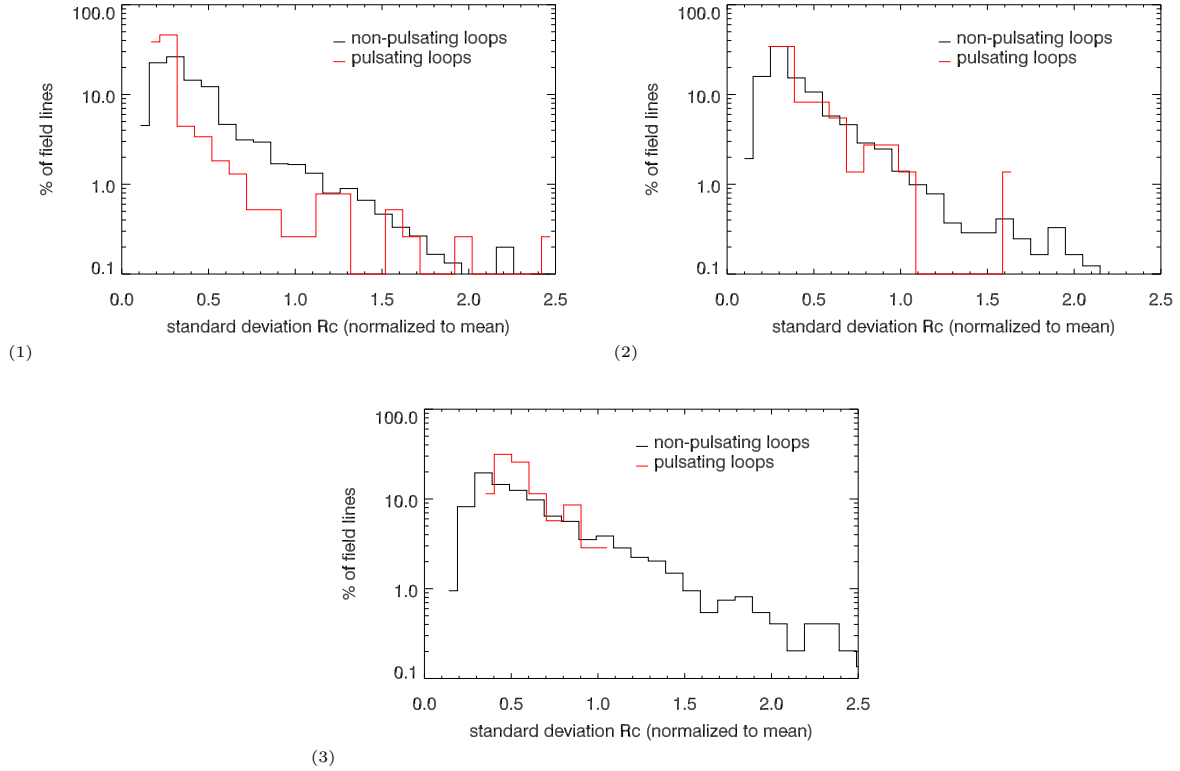 100.0
10.0
1.0
0.1
% of field lines
non-pulsating loops
pulsating loops
0.0 0.5 1.0 1.5 2.0 2.5
standard deviation Rc (normalized to mean)
(1)
100.0
10.0
1.0
0.1
% of field lines
non-pulsating loops
pulsating loops
0.0 0.5 1.0 1.5 2.0 2.5
standard deviation Rc (normalized to mean)
(2)
100.0
10.0
1.0
0.1
% of field lines
non-pulsating loops
pulsating loops
0.0 0.5 1.0 1.5 2.0 2.5
standard deviation Rc (normalized to mean)
(3)